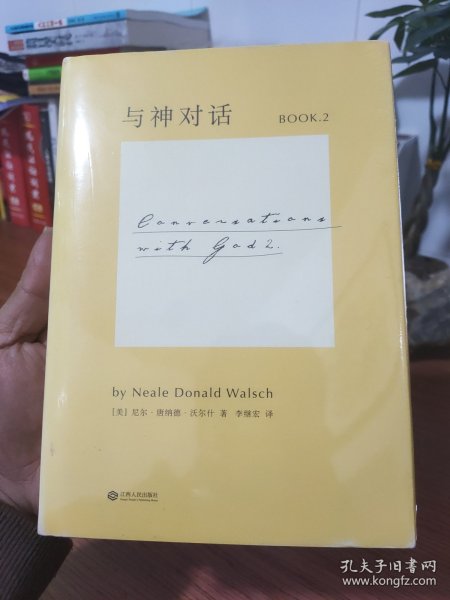 与神对话 BOOK.2
Conversations
with God 2.
by Neale Donald Walsch
[美] 尼尔·唐纳德·沃尔什 著 李继宏 译
江西人民出版社
孔夫子旧书网
www.kongfz.com